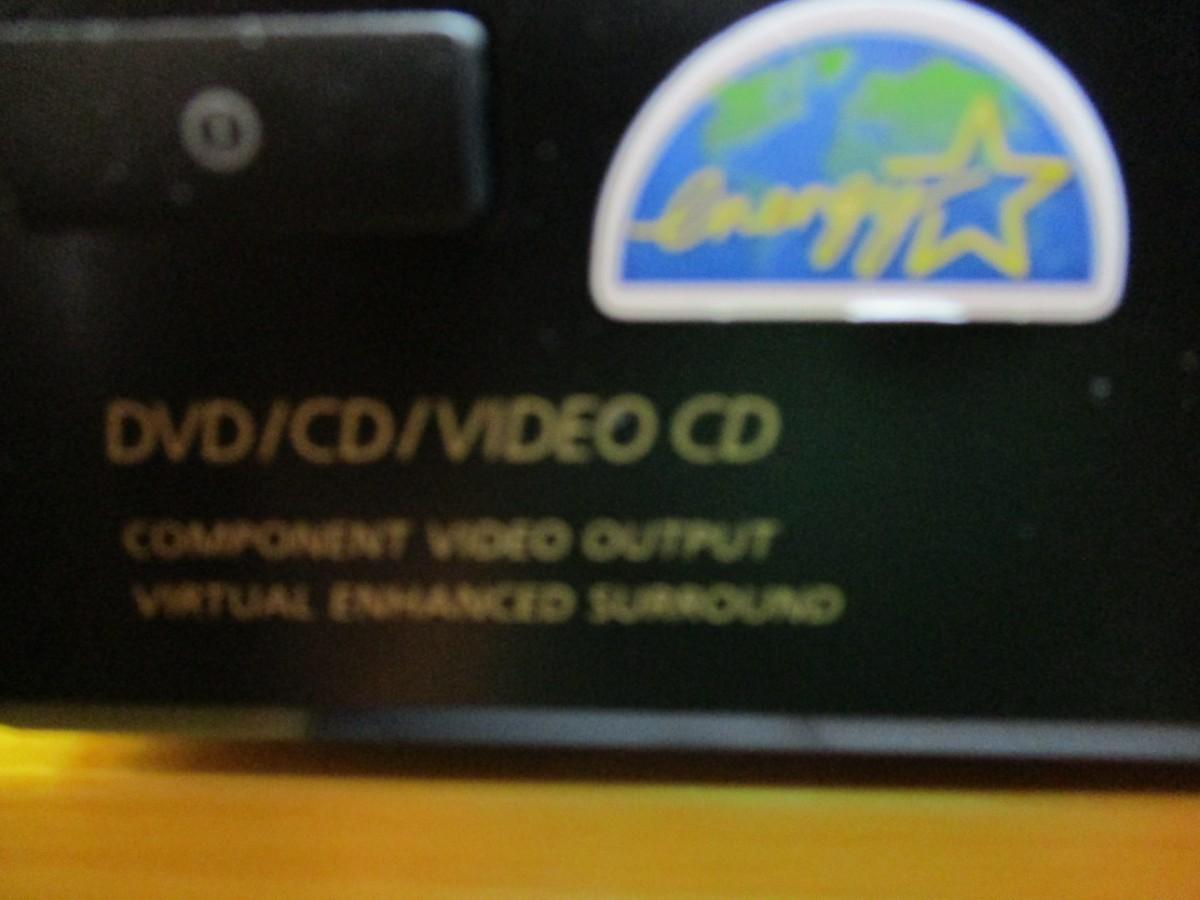 energy
DVD/CD/VIDEO CD
COMPONENT VIDEO OUTPUT
VIRTUAL ENHANCED SURROUND